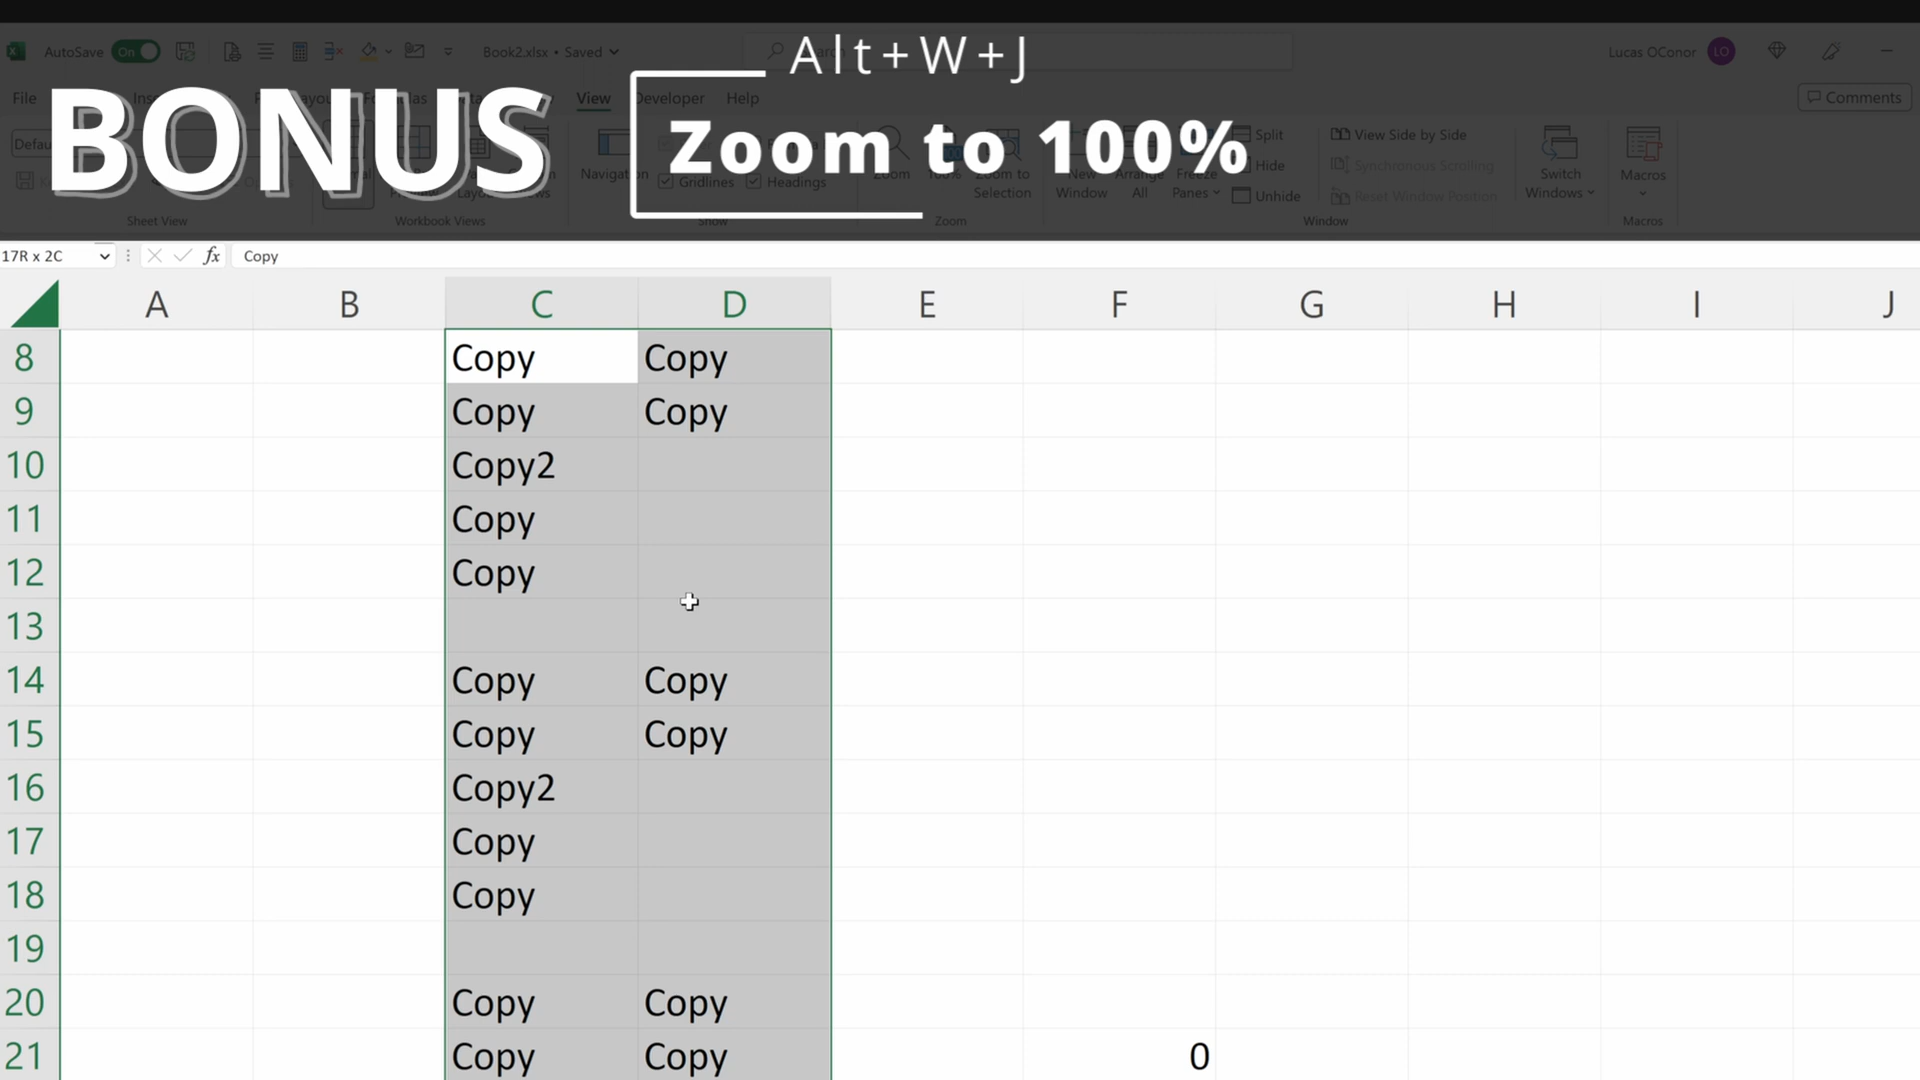 Alt+W+J
AutoSave On Book2.xlsx • Saved Lucas OConor LO
BONUS
File View Developer Help Comments
Zoom to 100%
Split View Side by Side
Hide Synchronous Scrolling
Unhide Reset Window Position
Navigation Gridlines Headings
Zoom 100% Zoom to Selection
New Window Arrange All Freeze Panes
Switch Windows Macros
Sheet View Workbook Views Show Zoom Window Macros
17R x 2C fx Copy
A B C D E F G H I J
8 Copy Copy
9 Copy Copy
10 Copy2
11 Copy
12 Copy
13
14 Copy Copy
15 Copy Copy
16 Copy2
17 Copy
18 Copy
19
20 Copy Copy
21 Copy Copy 0